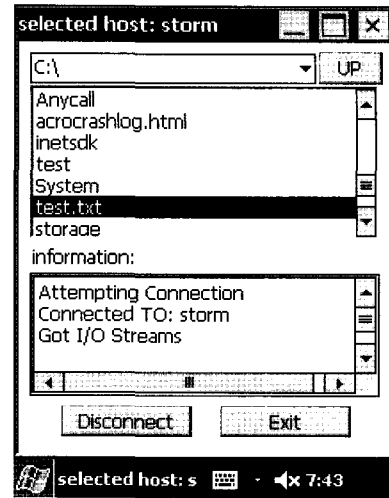 selected host: storm
C:\
UP
Anycall
acrocrashlog.html
inetsdk
test
System
test.txt
storage
information:
Attempting Connection
Connected TO: storm
Got I/O Streams
Disconnect
Exit
selected host: s
7:43